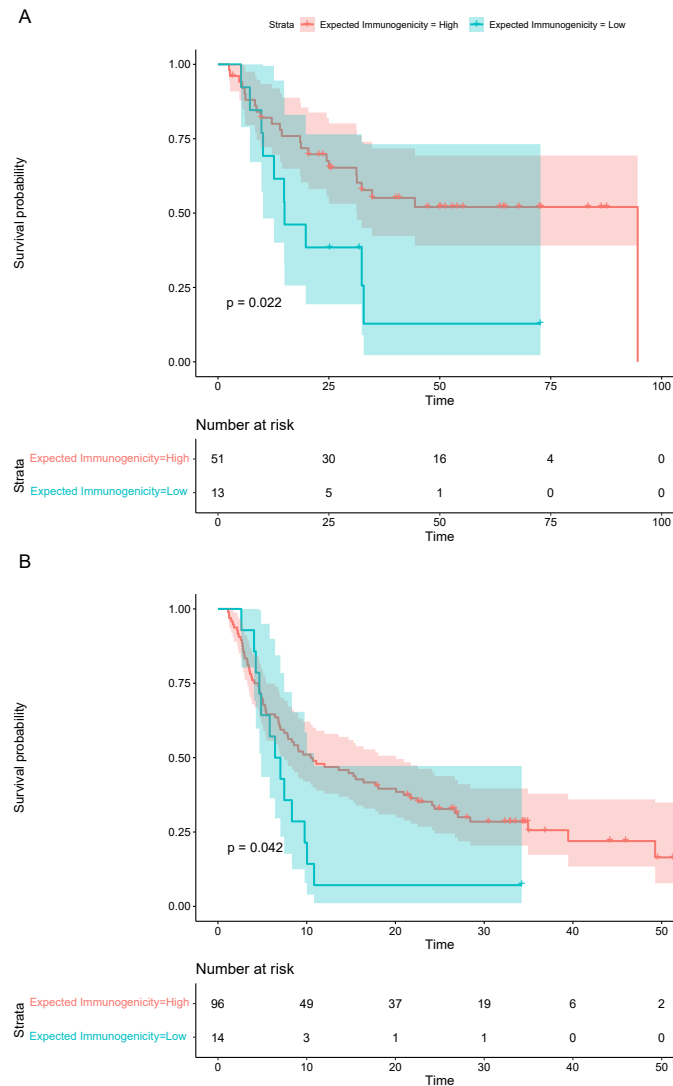 A
Strata Expected Immunogenicity = High Expected Immunogenicity = Low
1.00
0.75
0.50
0.25
0.00
Survival probability
p = 0.022
0 25 50 75 100
Time
Number at risk
Strata
Expected Immunogenicity=High 51 30 16 4 0
Expected Immunogenicity=Low 13 5 1 0 0
0 25 50 75 100
Time
B
1.00
0.75
0.50
0.25
0.00
Survival probability
p = 0.042
0 10 20 30 40 50
Time
Number at risk
Strata
Expected Immunogenicity=High 96 49 37 19 6 2
Expected Immunogenicity=Low 14 3 1 1 0 0
0 10 20 30 40 50
Time